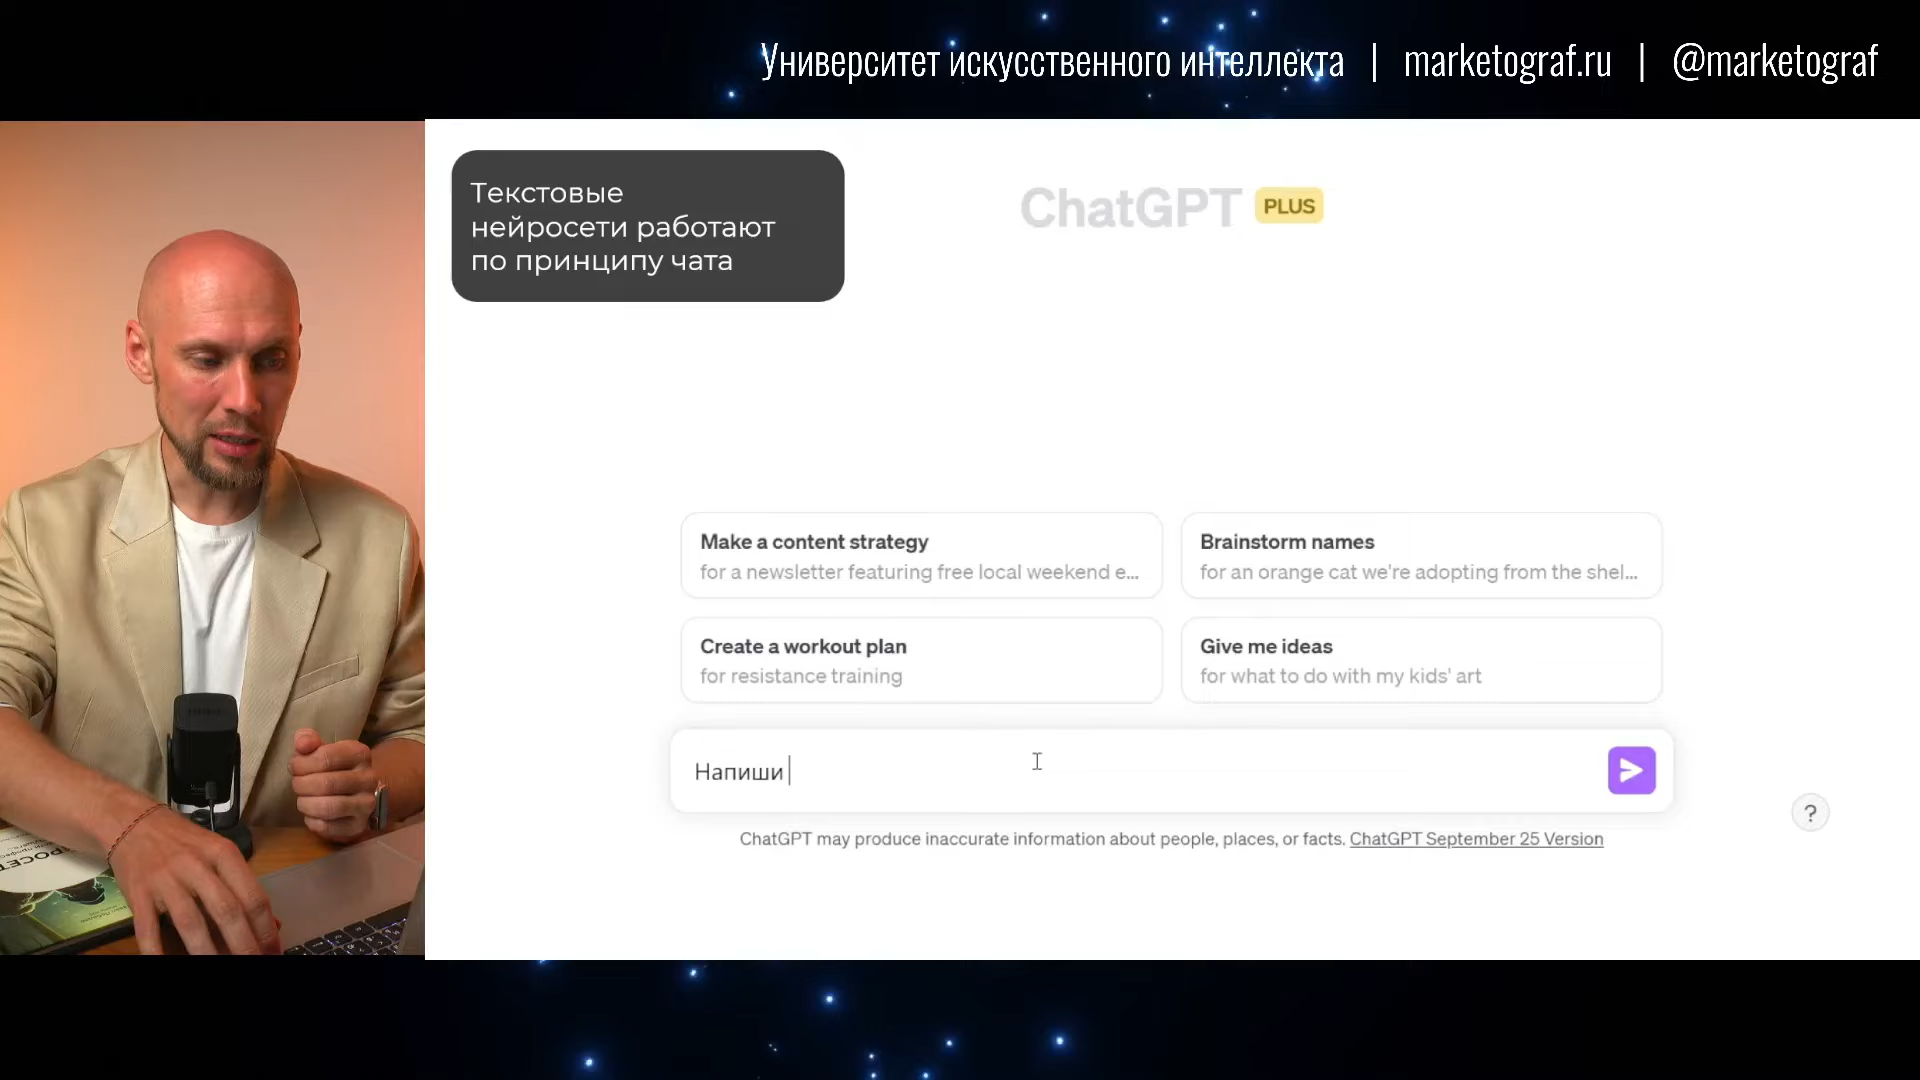 Университет искусственного интеллекта | marketograf.ru | @marketograf
Текстовые
нейросети работают
по принципу чата
ChatGPT PLUS
Make a content strategy
for a newsletter featuring free local weekend e...
Brainstorm names
for an orange cat we're adopting from the shel...
Create a workout plan
for resistance training
Give me ideas
for what to do with my kids' art
Напиши
?
ChatGPT may produce inaccurate information about people, places, or facts. ChatGPT September 25 Version